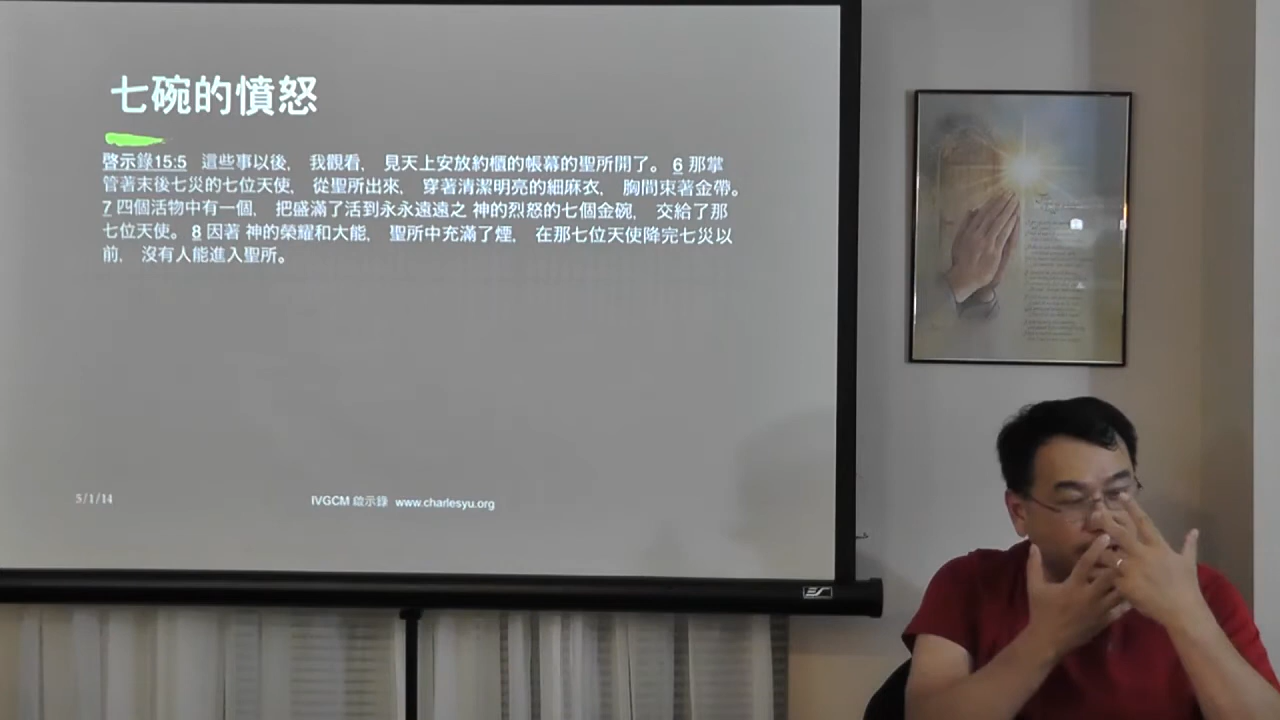 七碗的憤怒
啓示錄15:5 這些事以後, 我觀看, 見天上安放約櫃的帳幕的聖所開了。 6 那掌
管著末後七災的七位天使, 從聖所出來, 穿著清潔明亮的細麻衣, 胸間束著金帶。
7 四個活物中有一個, 把盛滿了活到永永遠遠之 神的烈怒的七個金碗, 交給了那
七位天使。 8 因著 神的榮耀和大能, 聖所中充滿了煙, 在那七位天使降完七災以
前, 沒有人能進入聖所。
5/1/14
IVGCM 啟示錄 www.charlesyu.org